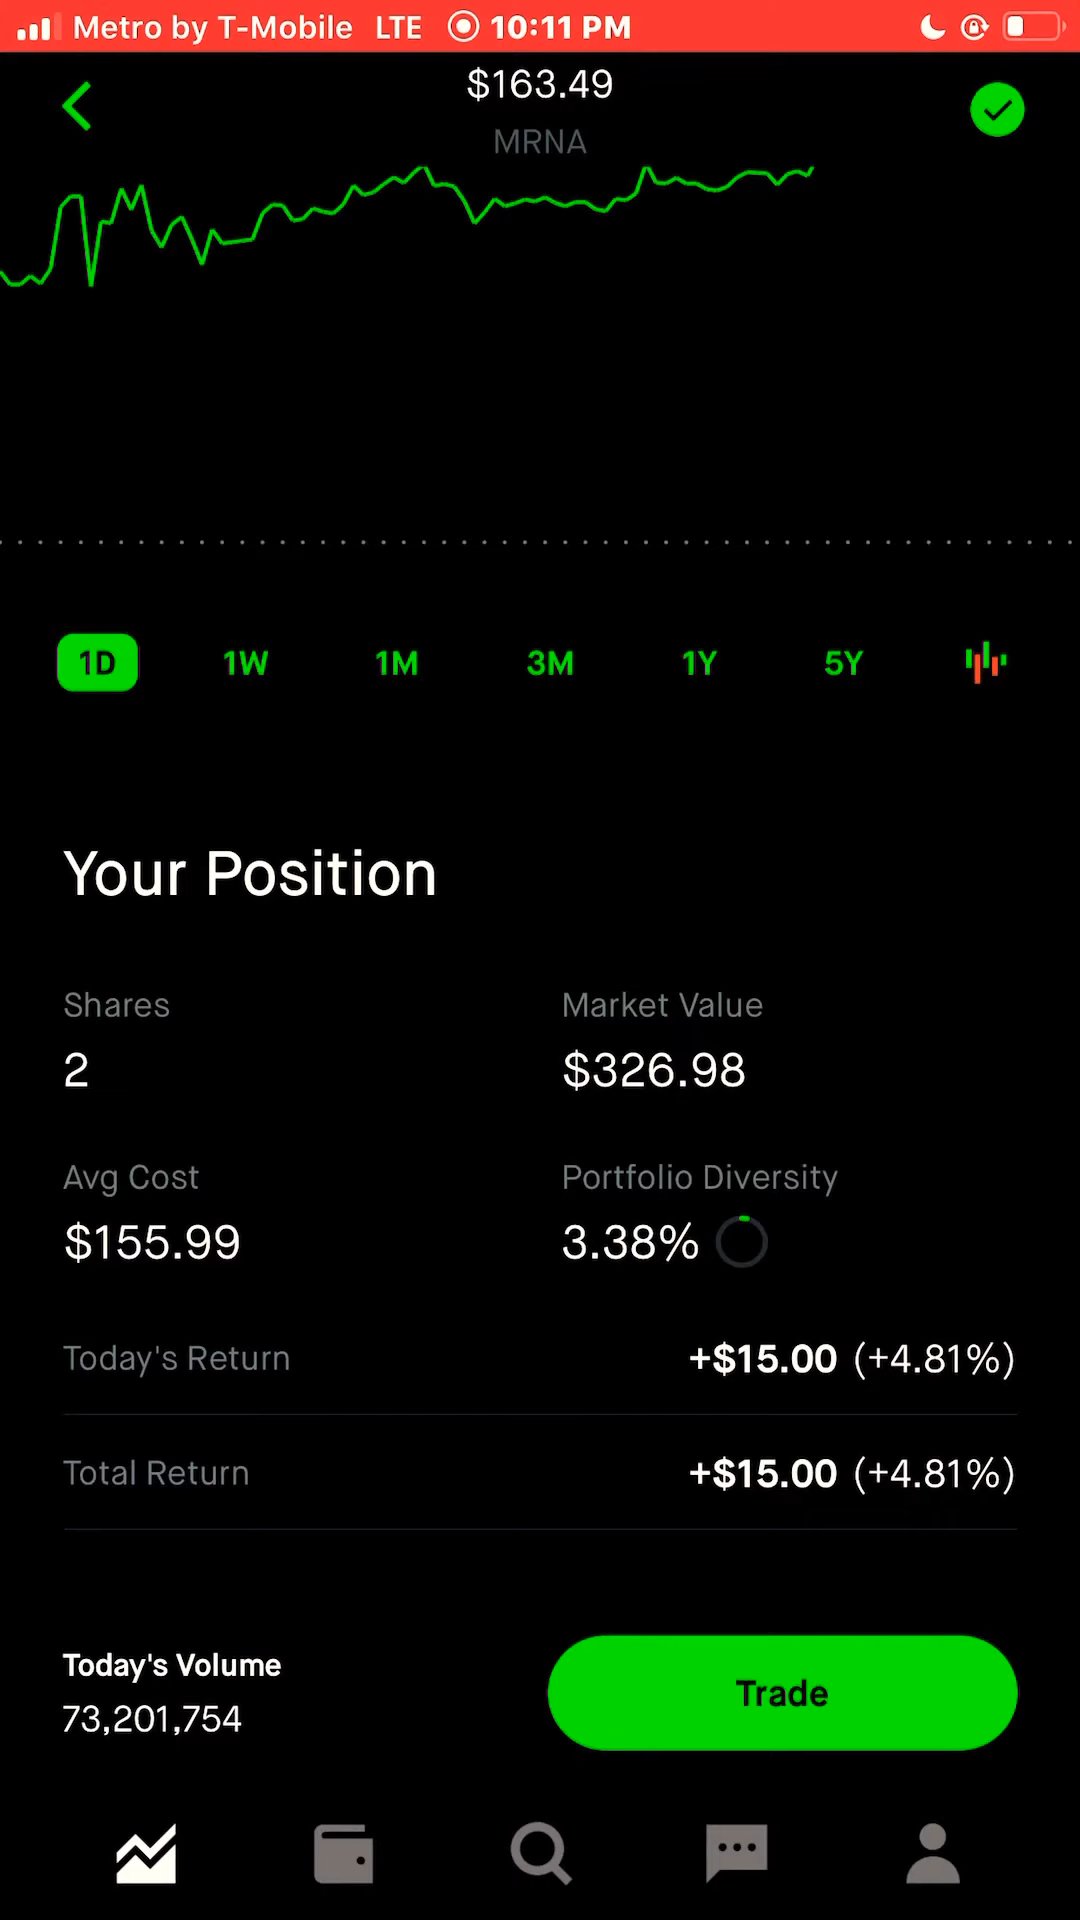 Metro by T-Mobile LTE 10:11 PM
$163.49
MRNA
1D 1W 1M 3M 1Y 5Y
Your Position
Shares Market Value
2 $326.98
Avg Cost Portfolio Diversity
$155.99 3.38%
Today's Return +$15.00 (+4.81%)
Total Return +$15.00 (+4.81%)
Today's Volume
73,201,754
Trade